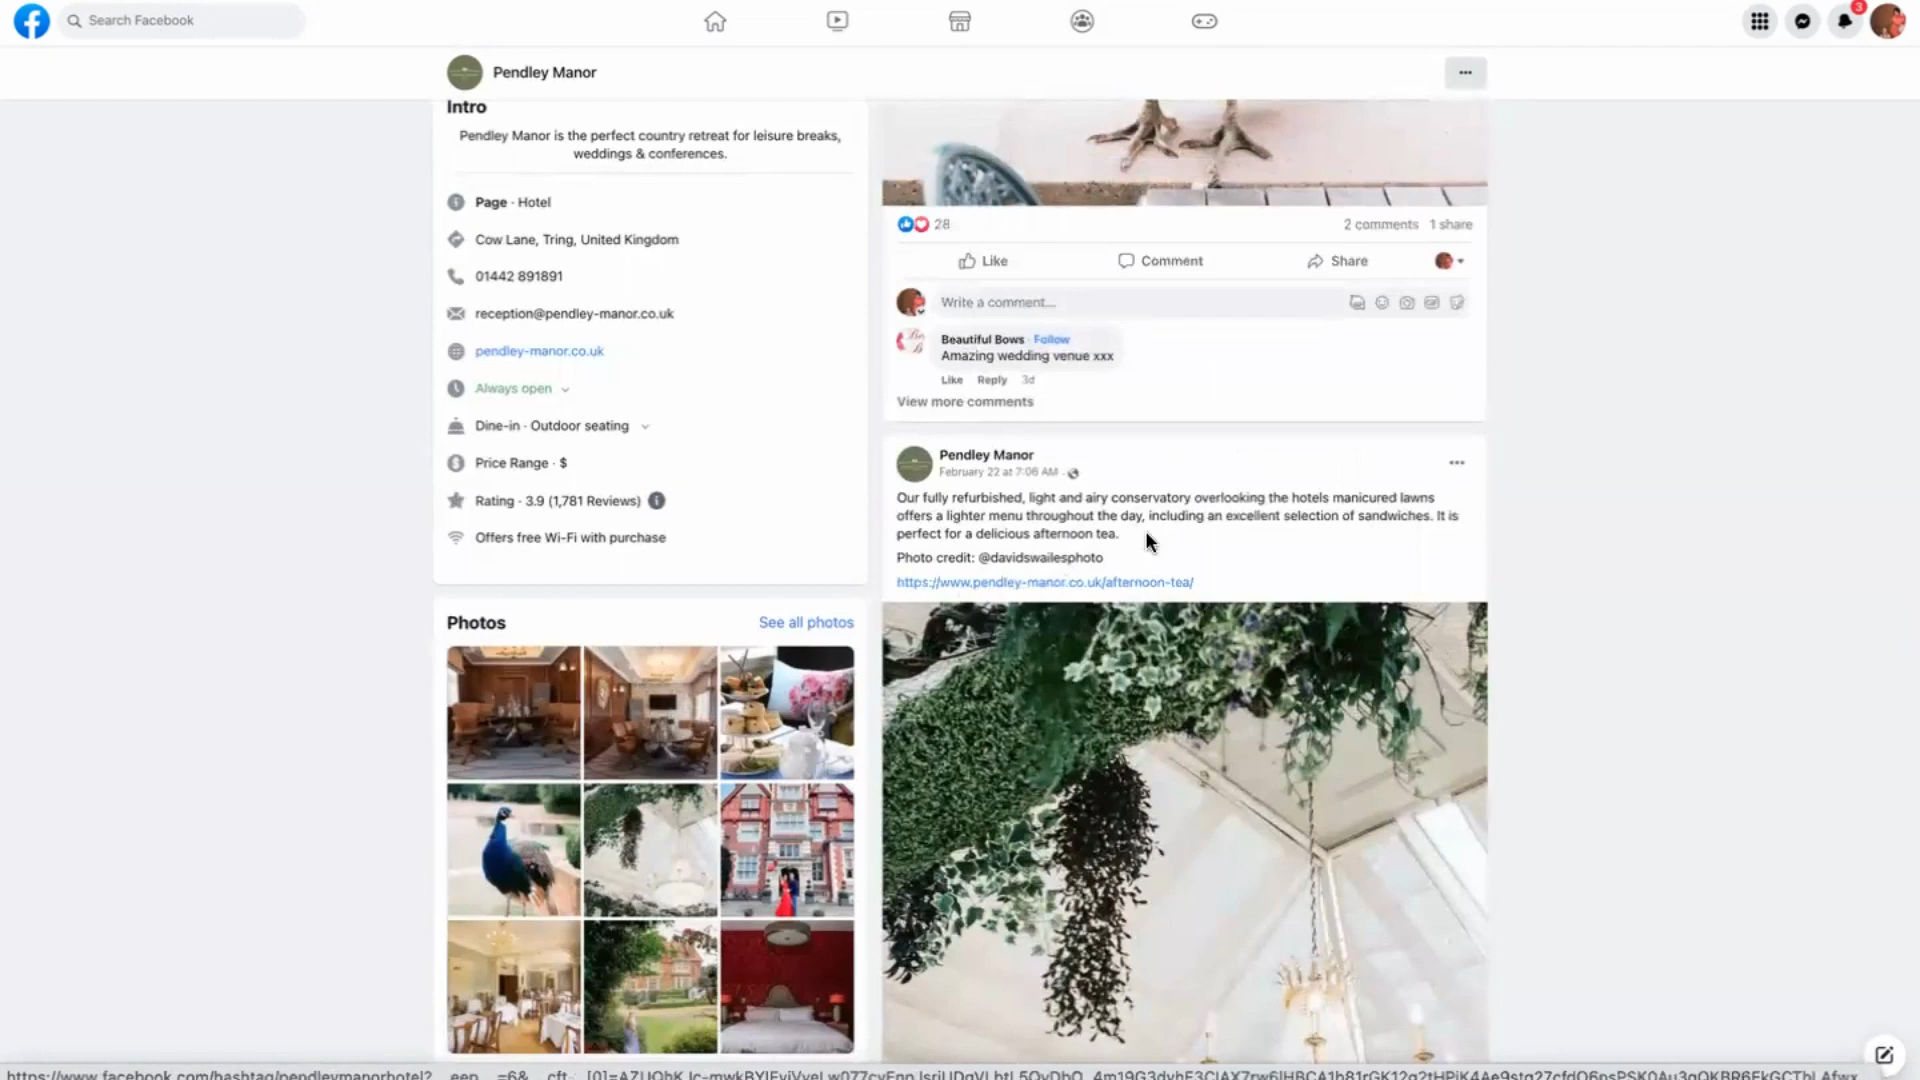 Search Facebook
3
Pendley Manor
Intro
Pendley Manor is the perfect country retreat for leisure breaks,
weddings & conferences.
Page · Hotel
Cow Lane, Tring, United Kingdom
01442 891891
reception@pendley-manor.co.uk
pendley-manor.co.uk
Always open
Dine-in · Outdoor seating
Price Range · $
Rating · 3.9 (1,781 Reviews)
Offers free Wi-Fi with purchase
Photos
See all photos
28
2 comments 1 share
Like
Comment
Share
Write a comment...
Beautiful Bows · Follow
Amazing wedding venue xxx
Like Reply 3d
View more comments
Pendley Manor
February 22 at 7:06 AM ·
Our fully refurbished, light and airy conservatory overlooking the hotels manicured lawns
offers a lighter menu throughout the day, including an excellent selection of sandwiches. It is
perfect for a delicious afternoon tea.
Photo credit: @davidswailesphoto
https://www.pendley-manor.co.uk/afternoon-tea/